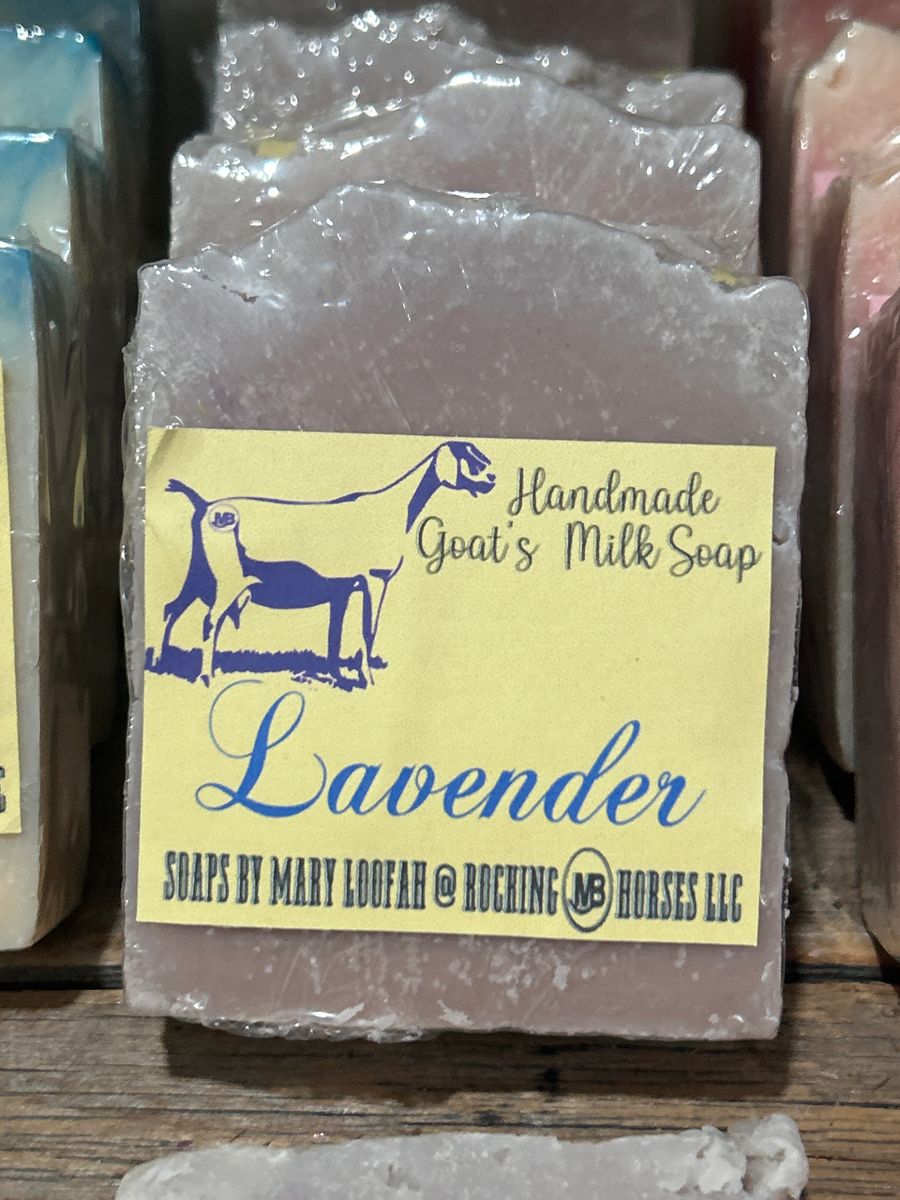 Handmade
Goat's Milk Soap
Lavender
SOAPS BY MARY LOOFAH @ ROCKING MB HORSES LLC